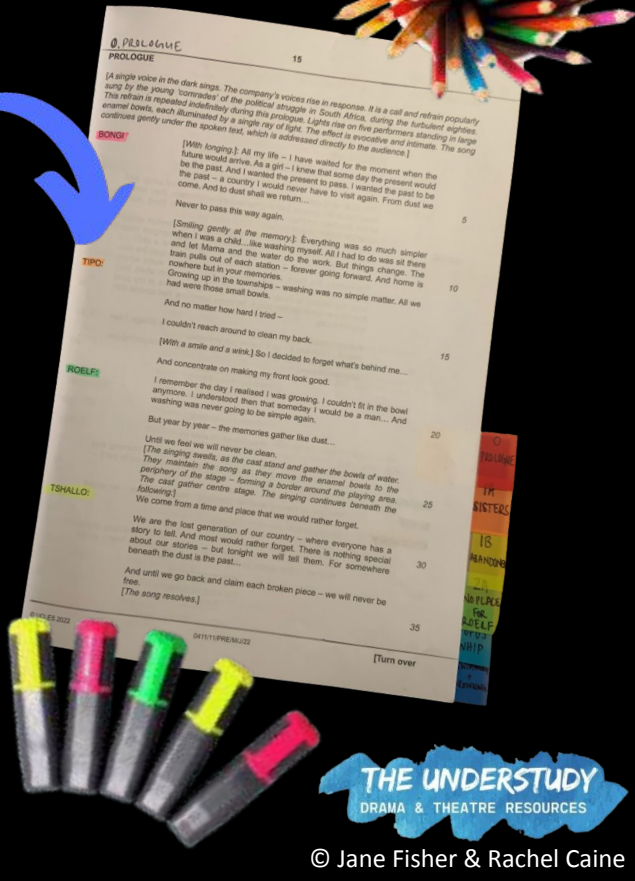 0. PROLOGUE
PROLOGUE
15
[A single voice in the dark sings. The company's voices rise in response. It is a call and refrain popularly
sung by the young 'comrades' of the political struggle in South Africa, during the turbulent eighties.
This refrain is repeated indefinitely during this prologue. Lights rise on five performers standing in large
enamel bowls, each illuminated by a single ray of light. The effect is evocative and intimate. The song
continues gently under the spoken text, which is addressed directly to the audience.]
BONGI:
[With longing.]: All my life – I have waited for the moment when the
future would arrive. As a girl – I knew that some day the present would
be the past. And I wanted the present to pass. I wanted the past to be
the past – a country I would never have to visit again. From dust we
come. And to dust shall we return…
5
Never to pass this way again.
[Smiling gently at the memory.]: Everything was so much simpler
when I was a child…like washing myself. All I had to do was sit there
and let Mama and the water do the work. But things change. The
train pulls out of each station – forever going forward. And home is
10
nowhere but in your memories.
TIPO:
Growing up in the townships – washing was no simple matter. All we
had were those small bowls.
And no matter how hard I tried –
I couldn't reach around to clean my back.
15
[With a smile and a wink.] So I decided to forget what's behind me…
And concentrate on making my front look good.
ROELF:
I remember the day I realised I was growing. I couldn't fit in the bowl
anymore. I understood then that someday I would be a man… And
washing was never going to be simple again.
20
But year by year – the memories gather like dust…
Until we feel we will never be clean.
[The singing swells, as the cast stand and gather the bowls of water.
They maintain the song as they move the enamel bowls to the
periphery of the stage – forming a border around the playing area.
25
The cast gather centre stage. The singing continues beneath the
following:]
TSHALLO:
We come from a time and place that we would rather forget.
We are the lost generation of our country – where everyone has a
story to tell. And most would rather forget. There is nothing special
30
about our stories – but tonight we will tell them. For somewhere
beneath the dust is the past…
And until we go back and claim each broken piece – we will never be
free.
[The song resolves.]
35
© UCLES 2022
0411/11/PRE/M/J/22
[Turn over
0
PROLOGUE
1A
SISTERS
1B
ABANDONED
2A
NO PLACE
FOR
ROELF
THE UNDERSTUDY
DRAMA & THEATRE RESOURCES
© Jane Fisher & Rachel Caine